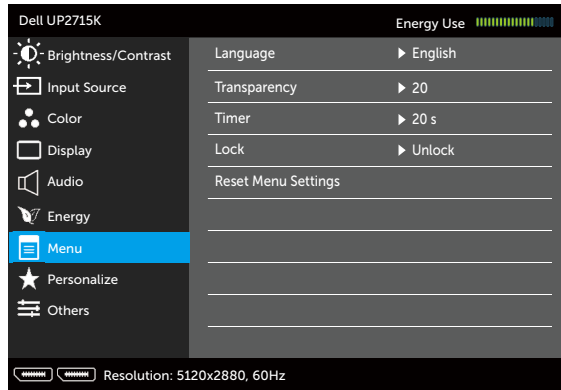 Dell UP2715K Energy Use
Brightness/Contrast Language English
Input Source Transparency 20
Color Timer 20 s
Display Lock Unlock
Audio Reset Menu Settings
Energy
Menu
Personalize
Others
Resolution: 5120x2880, 60Hz